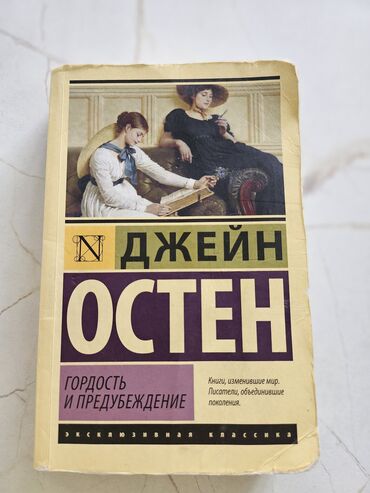 N
ДЖЕЙН
ОСТЕН
ГОРДОСТЬ
И ПРЕДУБЕЖДЕНИЕ
Книги, изменившие мир.
Писатели, объединившие
поколения.
эксклюзивная классика